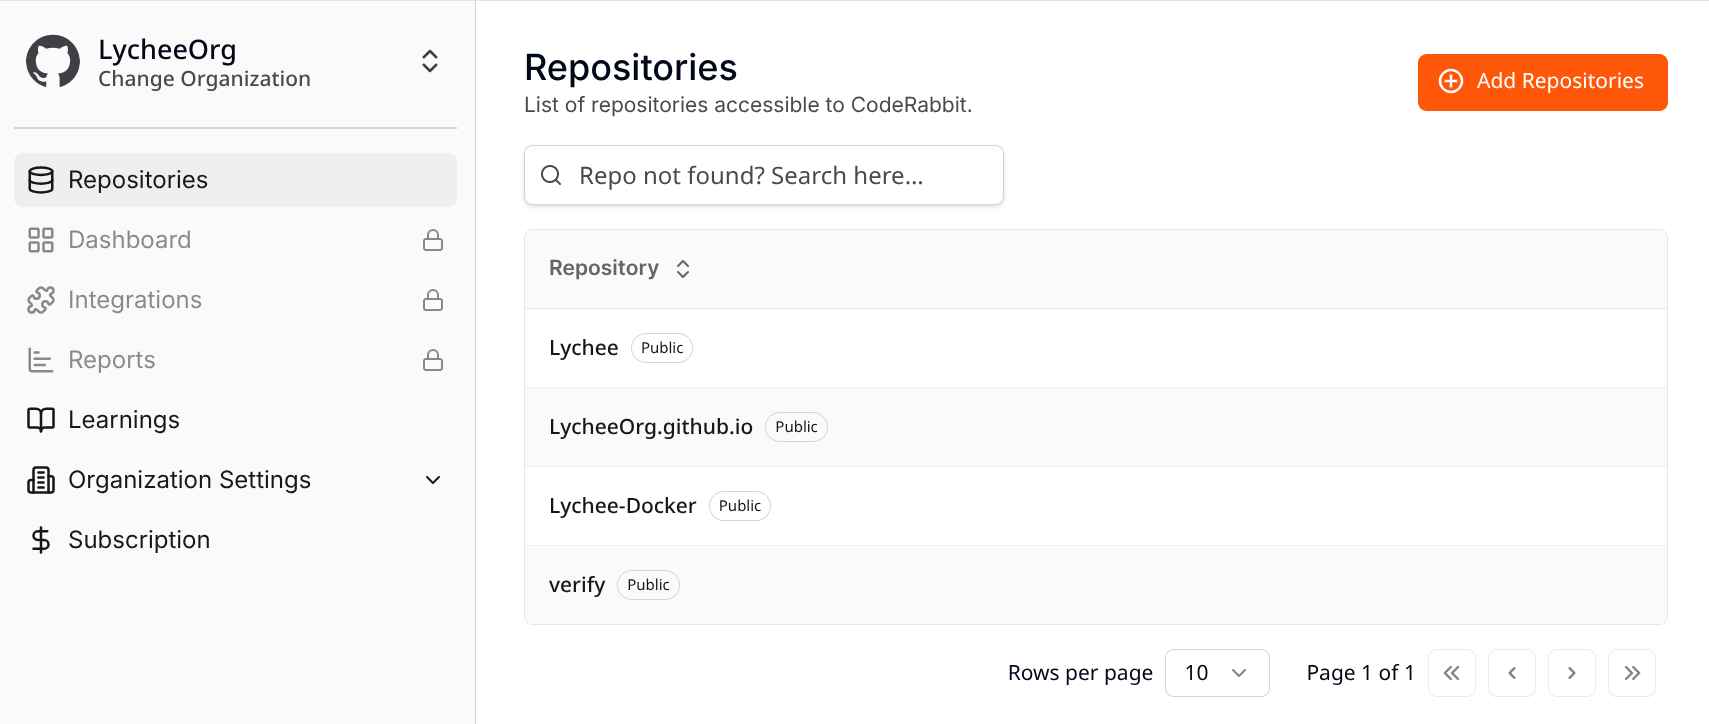 LycheeOrg
Change Organization
Repositories
Dashboard
Integrations
Reports
Learnings
Organization Settings
Subscription
Repositories
List of repositories accessible to CodeRabbit.
Add Repositories
Repo not found? Search here...
Repository
Lychee Public
LycheeOrg.github.io Public
Lychee-Docker Public
verify Public
Rows per page 10 Page 1 of 1